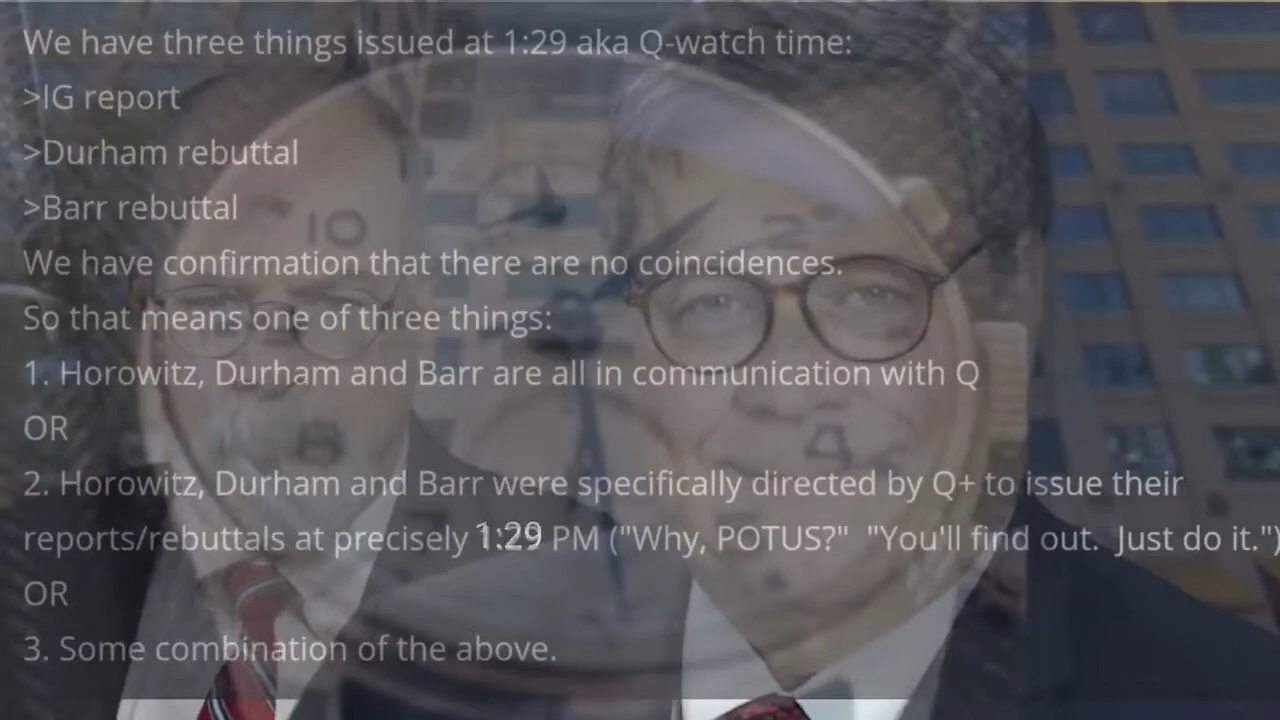 We have three things issued at 1:29 aka Q-watch time:
>IG report
>Durham rebuttal
>Barr rebuttal
10
2
We have confirmation that there are no coincidences.
So that means one of three things:
1. Horowitz, Durham and Barr are all in communication with Q
OR
8
4
2. Horowitz, Durham and Barr were specifically directed by Q+ to issue their
reports/rebuttals at precisely 1:29 PM ("Why, POTUS?"  "You'll find out.  Just do it.")
OR
3. Some combination of the above.